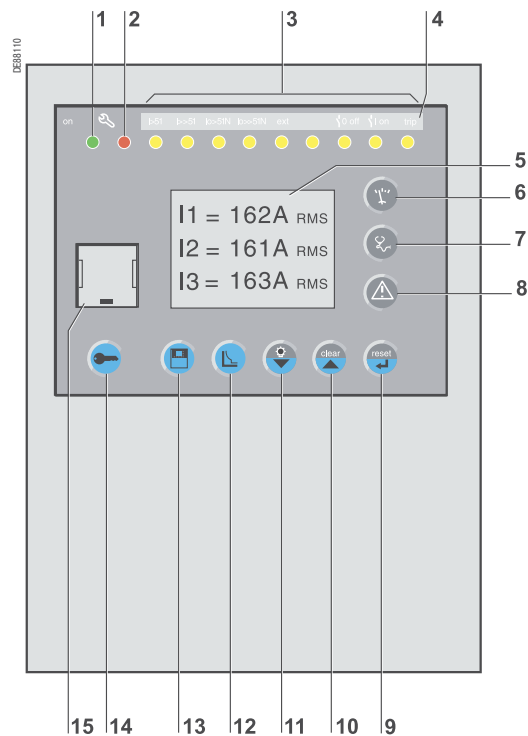 1 2 3 4
DE88110
on I>51 I>>51 Io>51N Io>>51N ext 0 off I on trip
I1 = 162A RMS
I2 = 161A RMS
I3 = 163A RMS
5
6
7
8
clear reset
15 14 13 12 11 10 9